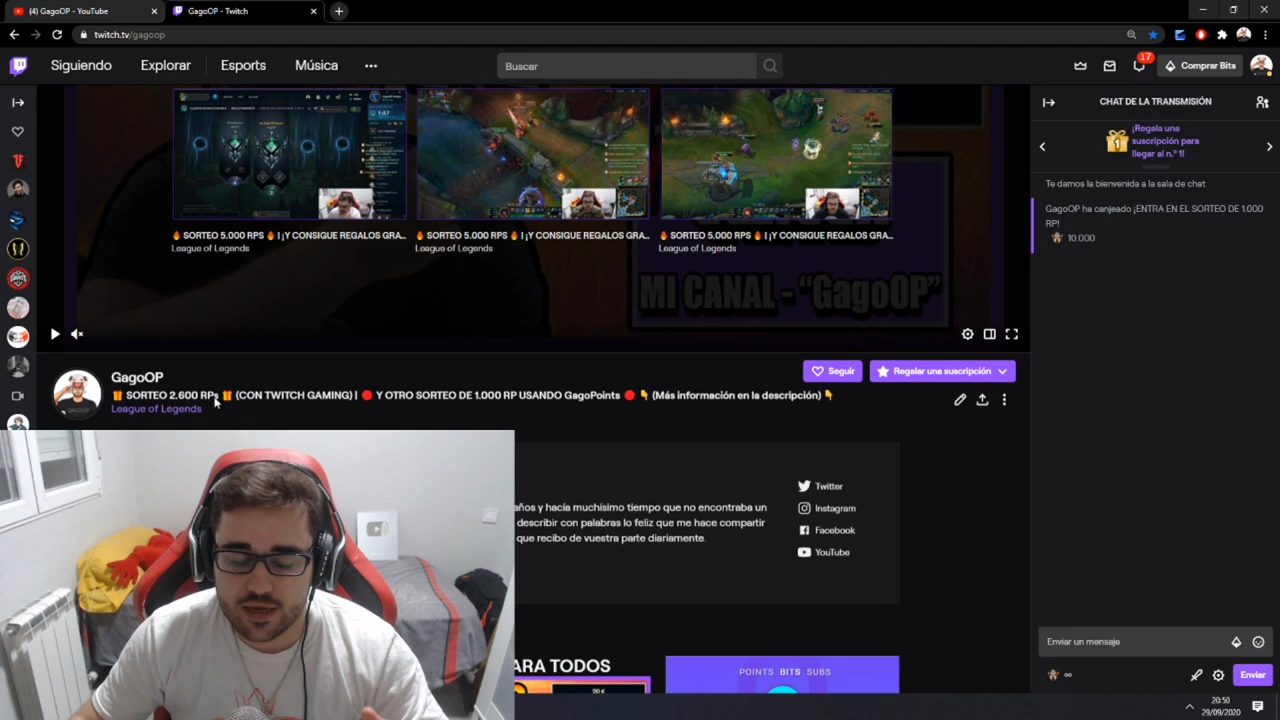 (4) GagoOP - YouTube
GagoOP - Twitch
twitch.tv/gagoop
Siguiendo
Explorar
Esports
Música
Buscar
17
Comprar Bits
CHAT DE LA TRANSMISIÓN
¡Regala una
suscripción para
llegar al n.º 1!
Te damos la bienvenida a la sala de chat
GagoOP ha canjeado ¡ENTRA EN EL SORTEO DE 1.000
RP!
10 000
🔥 SORTEO 5.000 RPS 🔥 | ¡Y CONSIGUE REGALOS GRA...
League of Legends
🔥 SORTEO 5.000 RPS 🔥 | ¡Y CONSIGUE REGALOS GRA...
League of Legends
🔥 SORTEO 5.000 RPS 🔥 | ¡Y CONSIGUE REGALOS GRA...
League of Legends
MI CANAL - "GagoOP"
GagoOP
Seguir
Regalar una suscripción
🎁 SORTEO 2.600 RPs 🎁 (CON TWITCH GAMING) | 🔴 Y OTRO SORTEO DE 1.000 RP USANDO GagoPoints 🔴 👇 (Más información en la descripción) 👇
League of Legends
años y hacía muchísimo tiempo que no encontraba un
describir con palabras lo feliz que me hace compartir
que recibo de vuestra parte diariamente.
Twitter
Instagram
Facebook
YouTube
ARA TODOS
90 €
POINTS BITS SUBS
Enviar un mensaje
∞
Enviar
20:50
29/09/2020